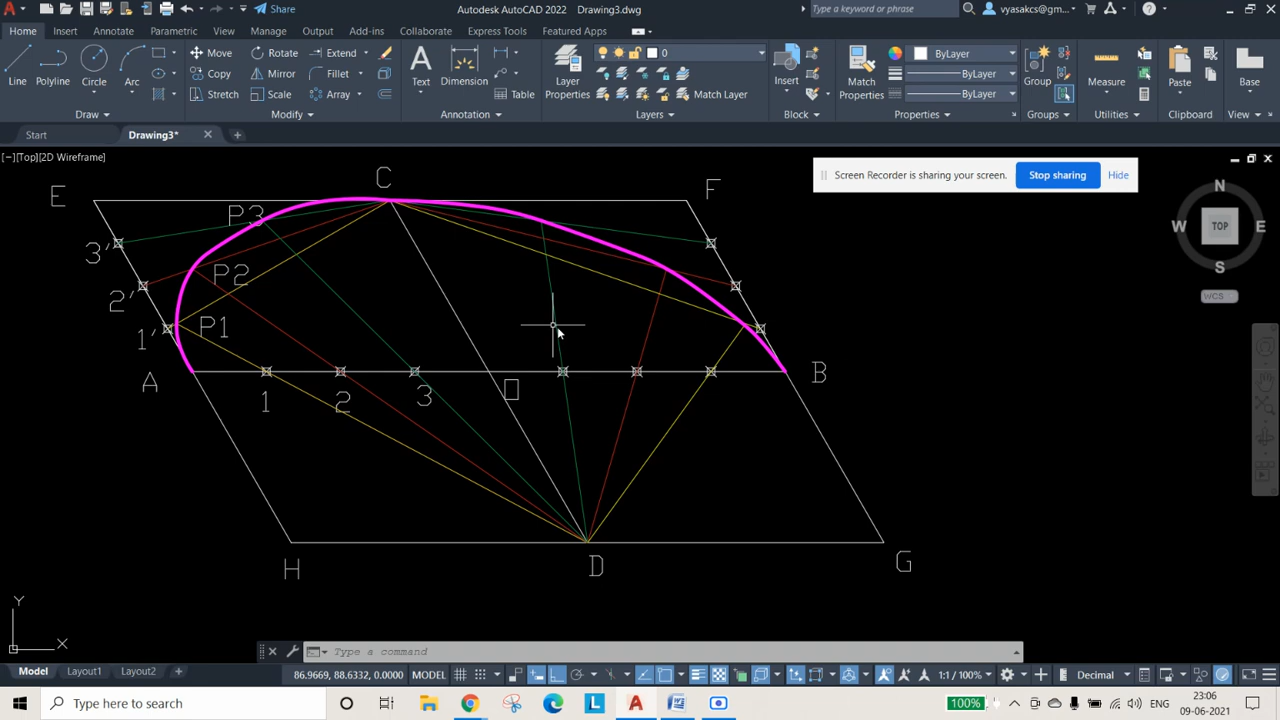 Autodesk AutoCAD 2022 Drawing3.dwg
Share
Type a keyword or phrase
vyasakcs@gm...
Home Insert Annotate Parametric View Manage Output Add-ins Collaborate Express Tools Featured Apps
Line Polyline Circle Arc
Move Rotate Extend
Copy Mirror Fillet
Stretch Scale Array
Text Dimension Table
Layer Properties
0
Match Layer
Insert
Match Properties
ByLayer
ByLayer
ByLayer
Group
Measure
Paste
Base
Draw Modify Annotation Layers Block Properties Groups Utilities Clipboard View
Start Drawing3*
[−][Top][2D Wireframe]
Screen Recorder is sharing your screen. Stop sharing Hide
N
W TOP E
S
WCS
E C F
P3
3'
P2
2'
P1
1'
A 1 2 3 O B
H D G
Y
X
Type a command
Model Layout1 Layout2
86.9669, 88.6332, 0.0000 MODEL 1:1 / 100% Decimal
Type here to search
100%
ENG
23:06
09-06-2021